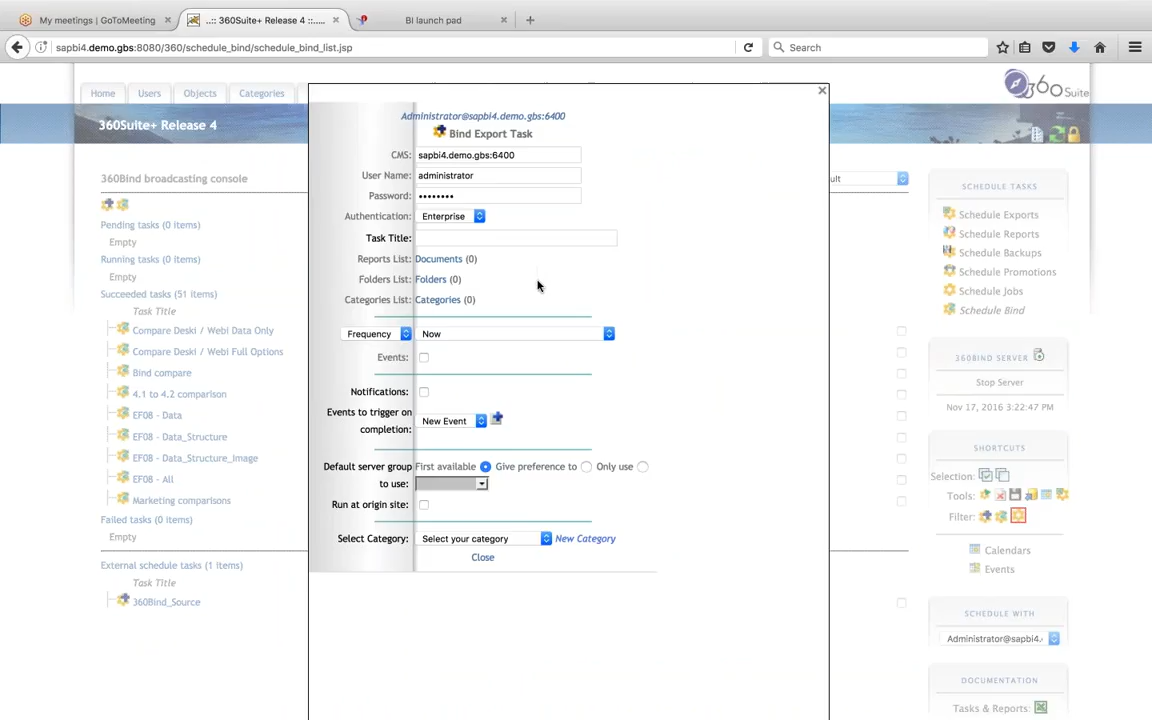 My meetings | GoToMeeting
..:: 360Suite+ Release 4 ::.…
BI launch pad
sapbi4.demo.gbs:8080/360/schedule_bind/schedule_bind_list.jsp
Search
Home
Users
Objects
Categories
360Suite
360Suite+ Release 4
Administrator@sapbi4.demo.gbs:6400
Bind Export Task
CMS: sapbi4.demo.gbs:6400
User Name: administrator
Password: ••••••••
Authentication: Enterprise
Task Title:
Reports List: Documents (0)
Folders List: Folders (0)
Categories List: Categories (0)
Frequency Now
Events:
Notifications:
Events to trigger on completion: New Event
Default server group to use: First available Give preference to Only use
Run at origin site:
Select Category: Select your category New Category
Close
360Bind broadcasting console
Pending tasks (0 items)
Empty
Running tasks (0 items)
Empty
Succeeded tasks (51 items)
Task Title
Compare Deski / Webi Data Only
Compare Deski / Webi Full Options
Bind compare
4.1 to 4.2 comparison
EF08 - Data
EF08 - Data_Structure
EF08 - Data_Structure_Image
EF08 - All
Marketing comparisons
Failed tasks (0 items)
Empty
External schedule tasks (1 items)
Task Title
360Bind_Source
ult
SCHEDULE TASKS
Schedule Exports
Schedule Reports
Schedule Backups
Schedule Promotions
Schedule Jobs
Schedule Bind
360BIND SERVER
Stop Server
Nov 17, 2016 3:22:47 PM
SHORTCUTS
Selection:
Tools:
Filter:
Calendars
Events
SCHEDULE WITH
Administrator@sapbi4.
DOCUMENTATION
Tasks & Reports: